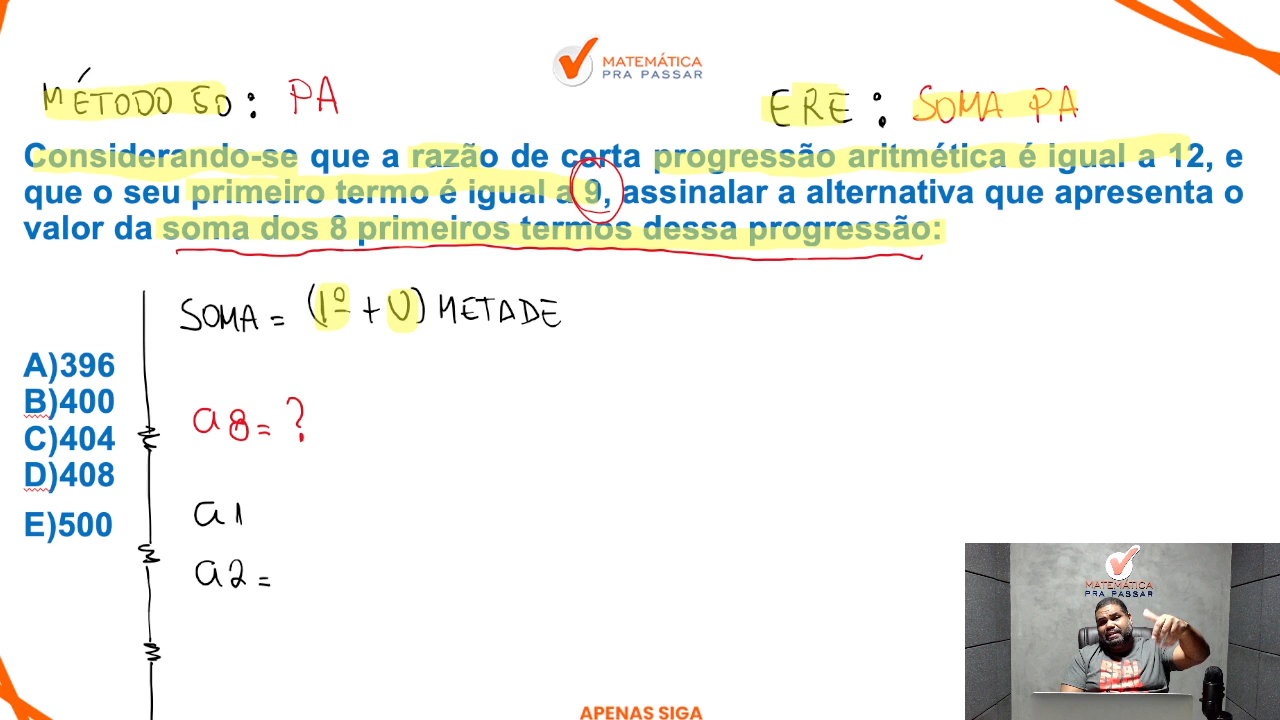 MATEMÁTICA
PRA PASSAR
MÉTODO 50: PA
ERE: SOMA PA
Considerando-se que a razão de certa progressão aritmética é igual a 12, e
que o seu primeiro termo é igual a 9, assinalar a alternativa que apresenta o
valor da soma dos 8 primeiros termos dessa progressão:
SOMA = (1º + U) METADE
A)396
B)400
C)404
D)408
E)500
a8 = ?
a1
a2 =
MATEMÁTICA
PRA PASSAR
REAL
APENAS SIGA